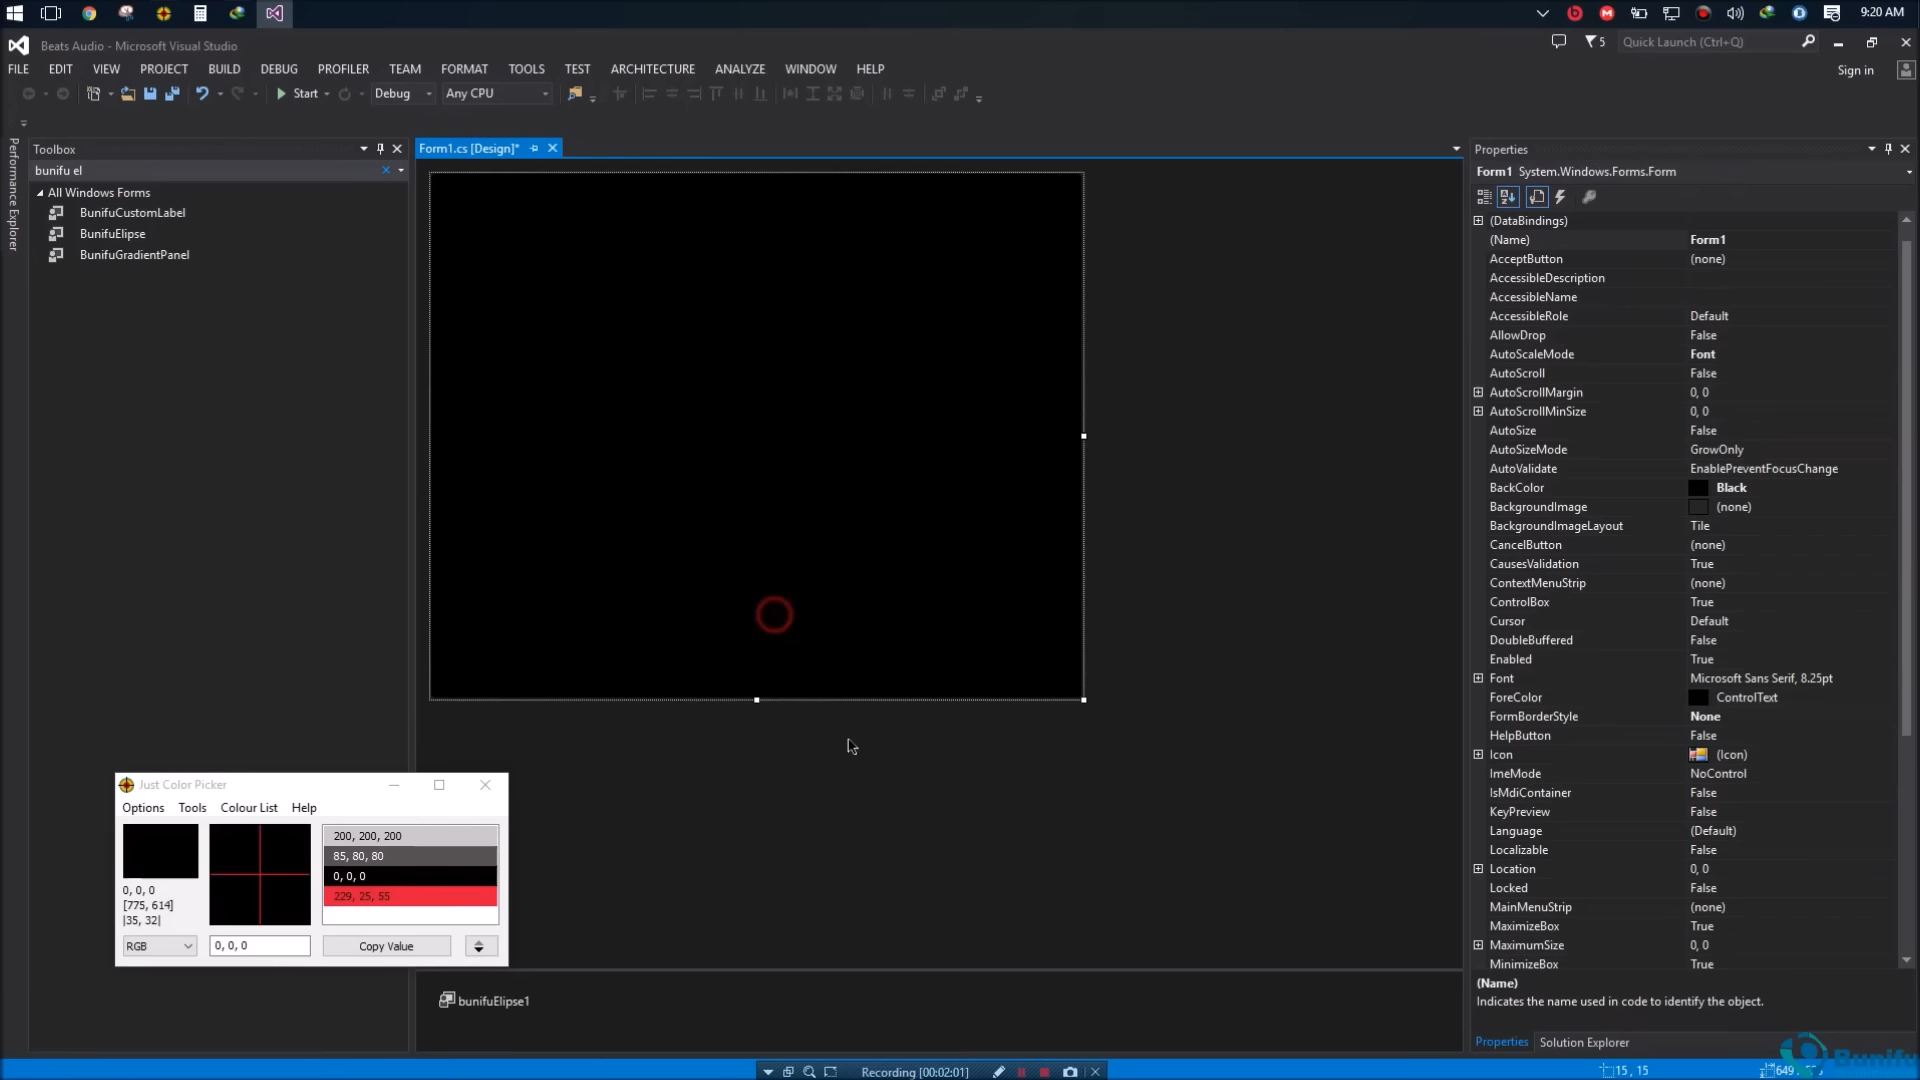 9:20 AM
Beats Audio - Microsoft Visual Studio
5
Quick Launch (Ctrl+Q)
FILE EDIT VIEW PROJECT BUILD DEBUG PROFILER TEAM FORMAT TOOLS TEST ARCHITECTURE ANALYZE WINDOW HELP
Sign in
Start Debug Any CPU
Performance Explorer
Toolbox
bunifu el
All Windows Forms
BunifuCustomLabel
BunifuElipse
BunifuGradientPanel
Form1.cs [Design]*
Just Color Picker
Options Tools Colour List Help
200, 200, 200
85, 80, 80
0, 0, 0
229, 25, 55
0, 0, 0
[775, 614]
|35, 32|
RGB
0, 0, 0
Copy Value
bunifuElipse1
Properties
Form1 System.Windows.Forms.Form
(DataBindings)
(Name) Form1
AcceptButton (none)
AccessibleDescription
AccessibleName
AccessibleRole Default
AllowDrop False
AutoScaleMode Font
AutoScroll False
AutoScrollMargin 0, 0
AutoScrollMinSize 0, 0
AutoSize False
AutoSizeMode GrowOnly
AutoValidate EnablePreventFocusChange
BackColor Black
BackgroundImage (none)
BackgroundImageLayout Tile
CancelButton (none)
CausesValidation True
ContextMenuStrip (none)
ControlBox True
Cursor Default
DoubleBuffered False
Enabled True
Font Microsoft Sans Serif, 8.25pt
ForeColor ControlText
FormBorderStyle None
HelpButton False
Icon (Icon)
ImeMode NoControl
IsMdiContainer False
KeyPreview False
Language (Default)
Localizable False
Location 0, 0
Locked False
MainMenuStrip (none)
MaximizeBox True
MaximumSize 0, 0
MinimizeBox True
(Name)
Indicates the name used in code to identify the object.
Properties Solution Explorer
Recording [00:02:01]
15, 15
Bunifu